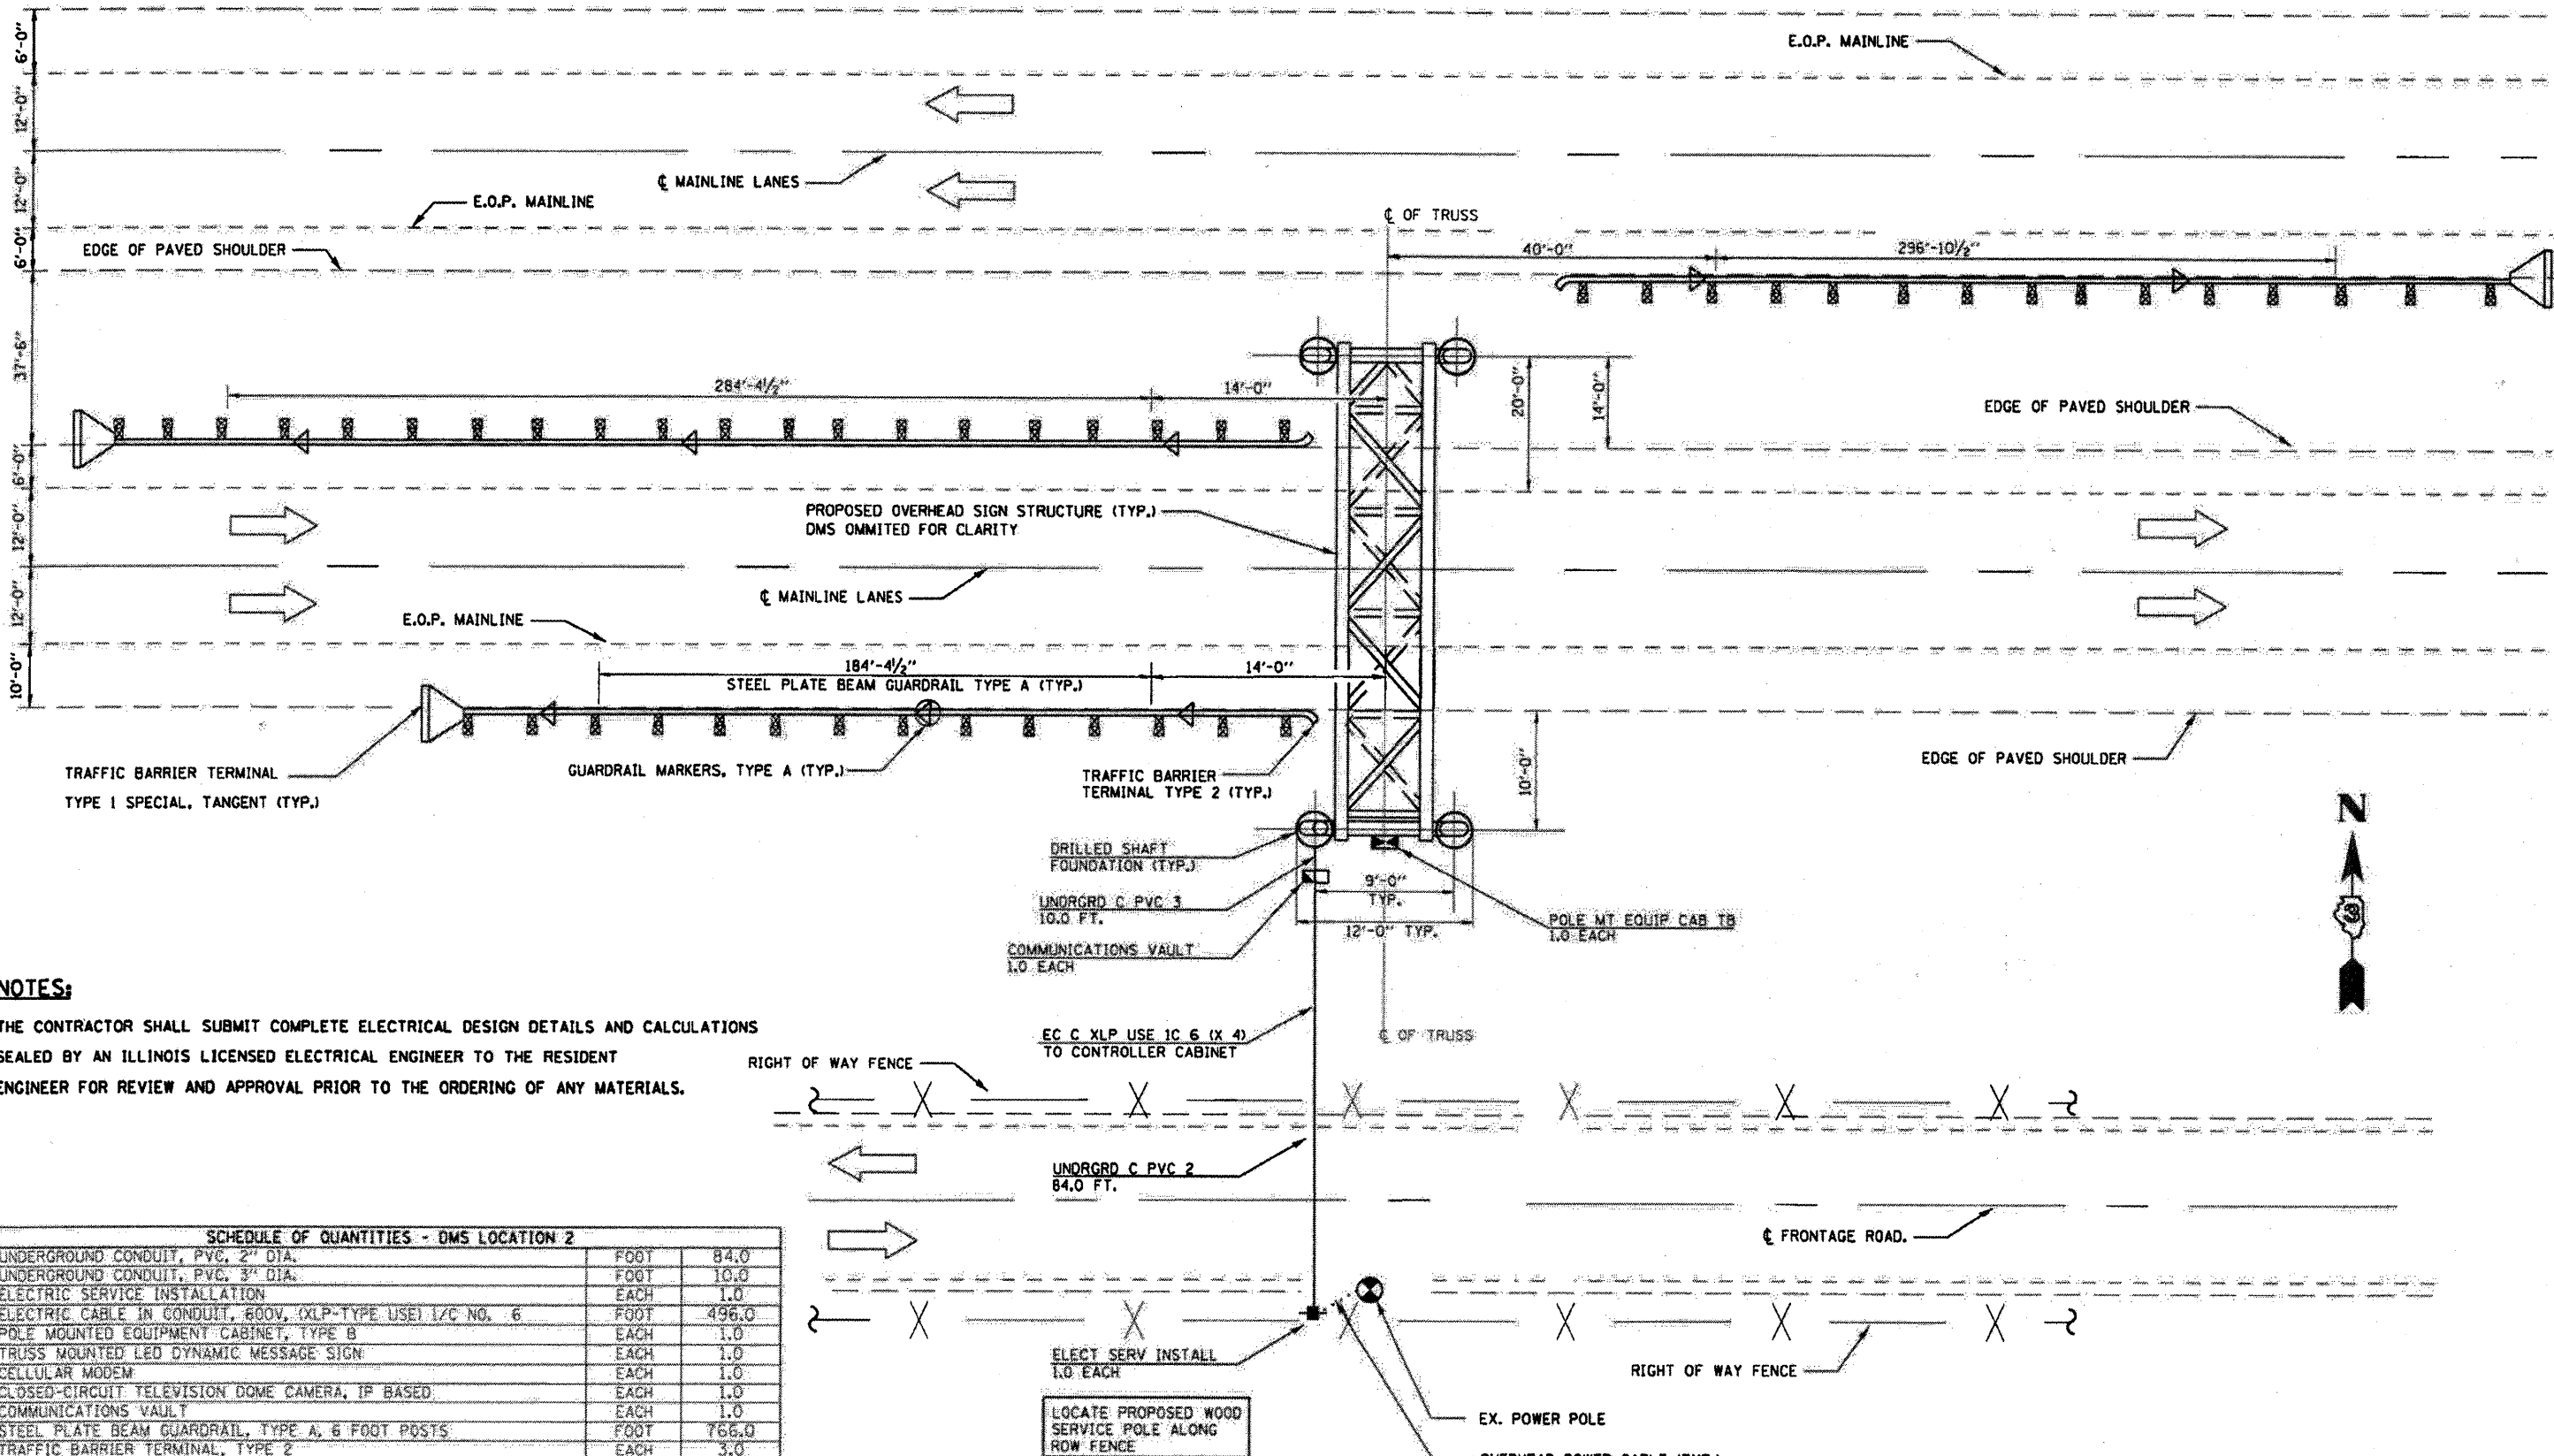 6'-0"
12'-0"
12'-0"
6'-0"
37'-6"
6'-0"
12'-0"
12'-0"
10'-0"
E.O.P. MAINLINE
℄ MAINLINE LANES
E.O.P. MAINLINE
EDGE OF PAVED SHOULDER
℄ OF TRUSS
40'-0"
296'-10½"
284'-4½"
14'-0"
20'-0"
14'-0"
EDGE OF PAVED SHOULDER
PROPOSED OVERHEAD SIGN STRUCTURE (TYP.)
DMS OMMITED FOR CLARITY
℄ MAINLINE LANES
E.O.P. MAINLINE
184'-4½"
14'-0"
STEEL PLATE BEAM GUARDRAIL TYPE A (TYP.)
TRAFFIC BARRIER TERMINAL
TYPE 1 SPECIAL, TANGENT (TYP.)
GUARDRAIL MARKERS, TYPE A (TYP.)
TRAFFIC BARRIER
TERMINAL TYPE 2 (TYP.)
10'-0"
EDGE OF PAVED SHOULDER
N
3
DRILLED SHAFT
FOUNDATION (TYP.)
UNDRGRD C PVC 3
10.0 FT.
9'-0"
TYP.
12'-0" TYP.
POLE MT EQUIP CAB TB
1.0 EACH
COMMUNICATIONS VAULT
1.0 EACH
NOTES:
THE CONTRACTOR SHALL SUBMIT COMPLETE ELECTRICAL DESIGN DETAILS AND CALCULATIONS
SEALED BY AN ILLINOIS LICENSED ELECTRICAL ENGINEER TO THE RESIDENT
ENGINEER FOR REVIEW AND APPROVAL PRIOR TO THE ORDERING OF ANY MATERIALS.
EC C XLP USE 1C 6 (X 4)
TO CONTROLLER CABINET
℄ OF TRUSS
RIGHT OF WAY FENCE
UNDRGRD C PVC 2
84.0 FT.
℄ FRONTAGE ROAD.
SCHEDULE OF QUANTITIES - DMS LOCATION 2
UNDERGROUND CONDUIT, PVC, 2" DIA. FOOT 84.0
UNDERGROUND CONDUIT, PVC, 3" DIA. FOOT 10.0
ELECTRIC SERVICE INSTALLATION EACH 1.0
ELECTRIC CABLE IN CONDUIT, 600V, (XLP-TYPE USE) 1/C NO. 6 FOOT 496.0
POLE MOUNTED EQUIPMENT CABINET, TYPE B EACH 1.0
TRUSS MOUNTED LED DYNAMIC MESSAGE SIGN EACH 1.0
CELLULAR MODEM EACH 1.0
CLOSED-CIRCUIT TELEVISION DOME CAMERA, IP BASED EACH 1.0
COMMUNICATIONS VAULT EACH 1.0
STEEL PLATE BEAM GUARDRAIL, TYPE A, 6 FOOT POSTS FOOT 766.0
TRAFFIC BARRIER TERMINAL, TYPE 2 EACH 3.0
ELECT SERV INSTALL
1.0 EACH
RIGHT OF WAY FENCE
LOCATE PROPOSED WOOD
SERVICE POLE ALONG
ROW FENCE
EX. POWER POLE